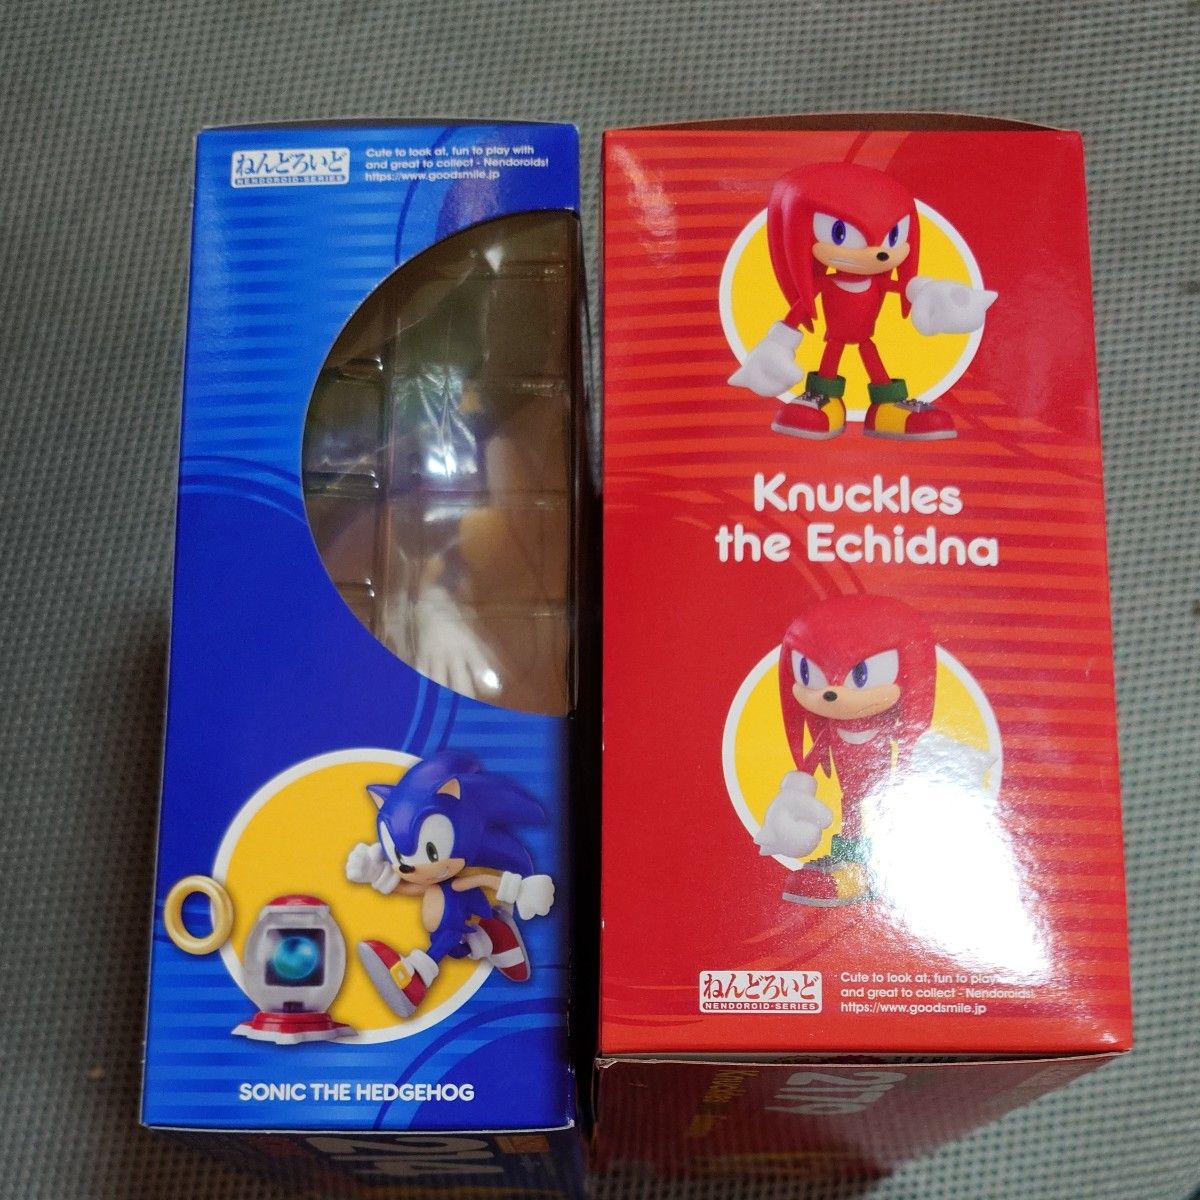 ねんどろいど
NENDOROID·SERIES
Cute to look at, fun to play with
and great to collect - Nendoroids!
https://www.goodsmile.jp
SONIC THE HEDGEHOG
Knuckles
the Echidna
ねんどろいど
NENDOROID·SERIES
Cute to look at, fun to play
and great to collect - Nendoroids!
https://www.goodsmile.jp